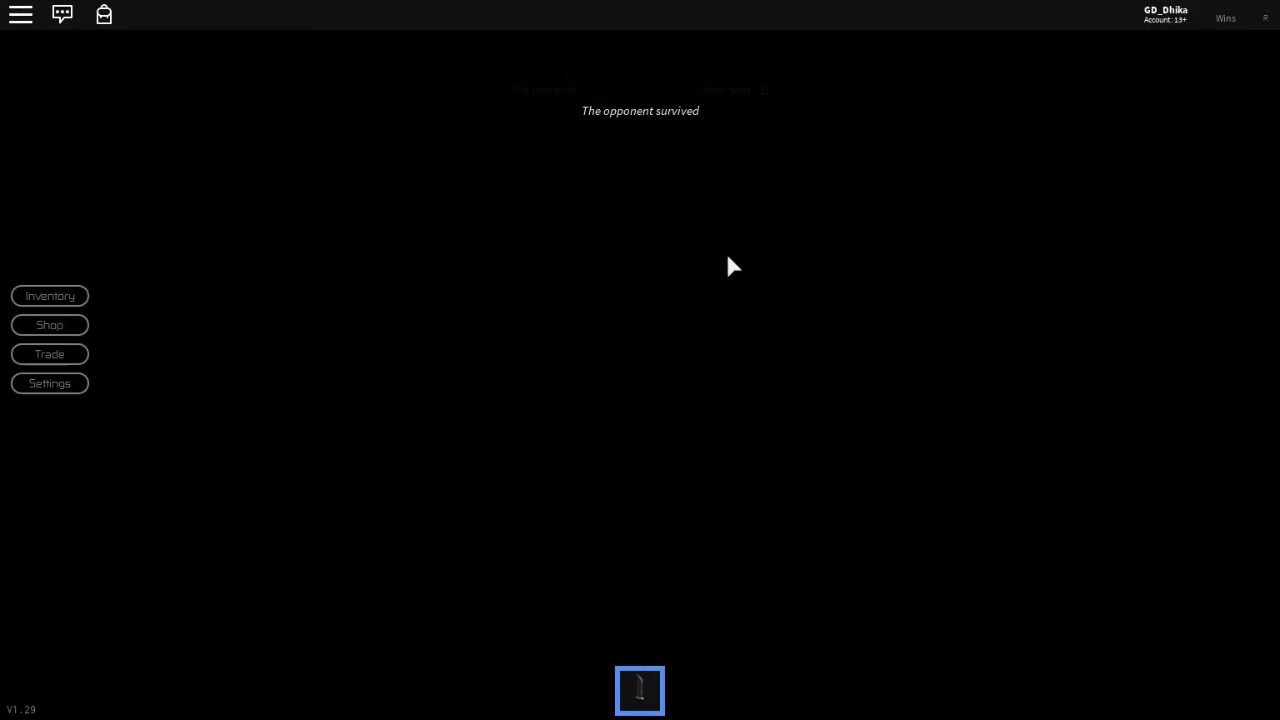 GD_Dhika
Account: 13+
Wins
R
The opponent survived
Inventory
Shop
Trade
Settings
V1.29